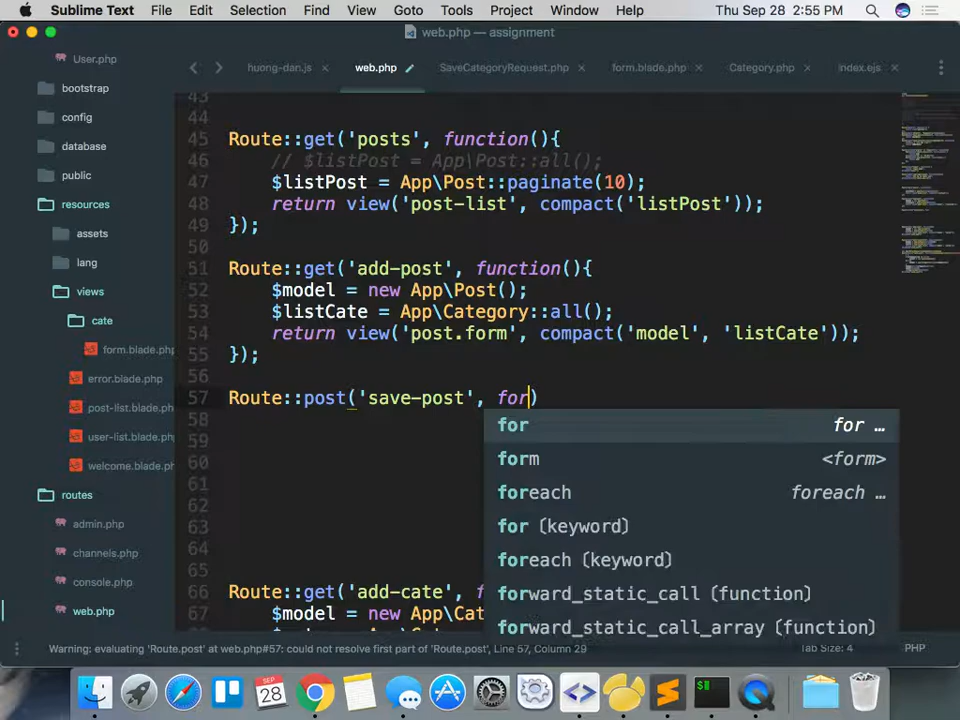 Sublime Text File Edit Selection Find View Goto Tools Project Window Help Thu Sep 28 2:55 PM
web.php — assignment
huong-dan.js × web.php SaveCategoryRequest.php × form.blade.php × Category.php × index.ejs ×
User.php
bootstrap
config
database
public
resources
assets
lang
views
cate
form.blade.php
error.blade.php
post-list.blade.php
user-list.blade.php
welcome.blade.php
routes
admin.php
channels.php
console.php
web.php
43
44
45 Route::get('posts', function(){
46 // $listPost = App\Post::all();
47 $listPost = App\Post::paginate(10);
48 return view('post-list', compact('listPost'));
49 });
50
51 Route::get('add-post', function(){
52 $model = new App\Post();
53 $listCate = App\Category::all();
54 return view('post.form', compact('model', 'listCate'));
55 });
56
57 Route::post('save-post', for)
58
59
60
61
62
63
64
65
66 Route::get('add-cate', f
67 $model = new App\Cat
for for …
form <form>
foreach foreach …
for (keyword)
foreach (keyword)
forward_static_call (function)
forward_static_call_array (function)
Warning: evaluating 'Route.post' at web.php#57: could not resolve first part of 'Route.post', Line 57, Column 29 Tab Size: 4 PHP
SEP
28